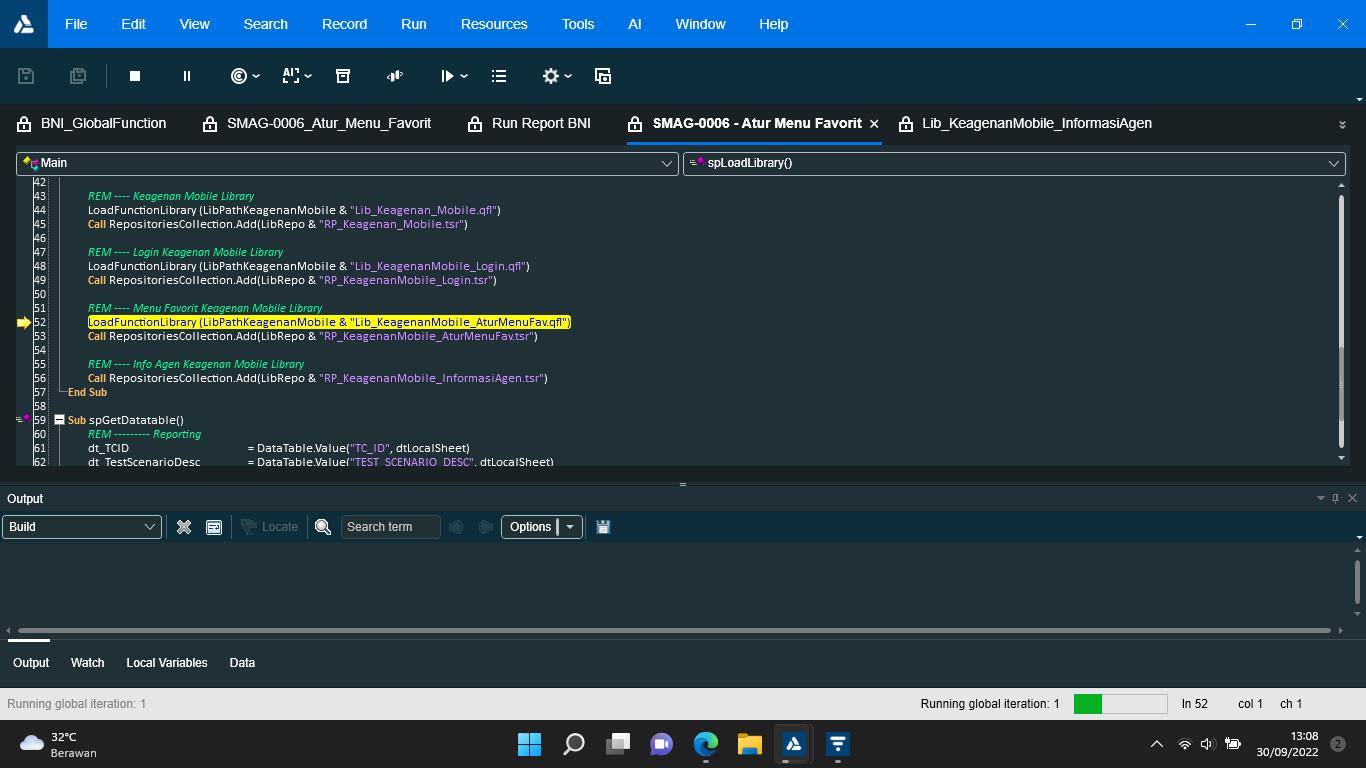 File Edit View Search Record Run Resources Tools AI Window Help
AI
BNI_GlobalFunction SMAG-0006_Atur_Menu_Favorit Run Report BNI SMAG-0006 - Atur Menu Favorit Lib_KeagenanMobile_InformasiAgen
Main spLoadLibrary()
42
43 REM ---- Keagenan Mobile Library
44 LoadFunctionLibrary (LibPathKeagenanMobile & "Lib_Keagenan_Mobile.qfl")
45 Call RepositoriesCollection.Add(LibRepo & "RP_Keagenan_Mobile.tsr")
46
47 REM ---- Login Keagenan Mobile Library
48 LoadFunctionLibrary (LibPathKeagenanMobile & "Lib_KeagenanMobile_Login.qfl")
49 Call RepositoriesCollection.Add(LibRepo & "RP_KeagenanMobile_Login.tsr")
50
51 REM ---- Menu Favorit Keagenan Mobile Library
52 LoadFunctionLibrary (LibPathKeagenanMobile & "Lib_KeagenanMobile_AturMenuFav.qfl")
53 Call RepositoriesCollection.Add(LibRepo & "RP_KeagenanMobile_AturMenuFav.tsr")
54
55 REM ---- Info Agen Keagenan Mobile Library
56 Call RepositoriesCollection.Add(LibRepo & "RP_KeagenanMobile_InformasiAgen.tsr")
57 End Sub
58
59 Sub spGetDatatable()
60 REM --------- Reporting
61 dt_TCID = DataTable.Value("TC_ID", dtLocalSheet)
62 dt_TestScenarioDesc = DataTable.Value("TEST_SCENARIO_DESC", dtLocalSheet)
Output
Build Locate Search term Options
Output Watch Local Variables Data
Running global iteration: 1 Running global iteration: 1 ln 52 col 1 ch 1
32°C
Berawan
13:08
30/09/2022
2